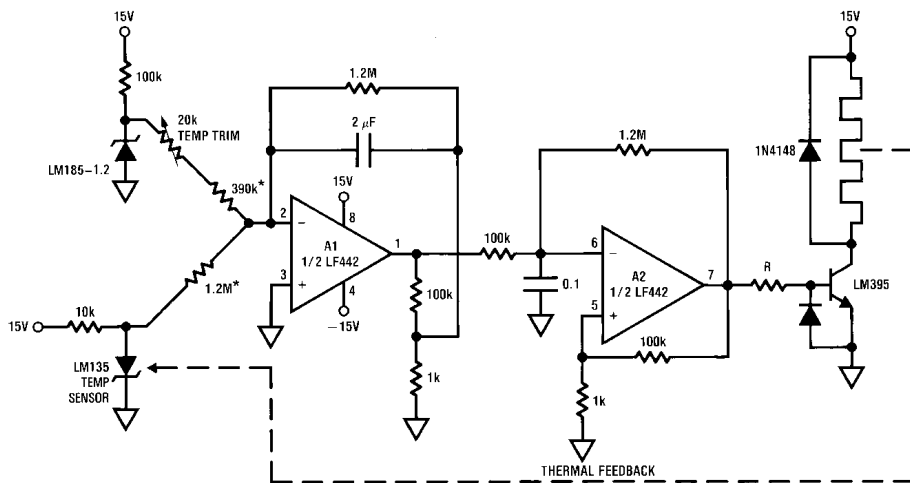 15V
100k
20k
TEMP TRIM
LM185–1.2
390k*
1.2M*
15V
10k
LM135
TEMP
SENSOR
1.2M
2 μF
15V
2
−
8
A1
1/2 LF442
1
3
+
4
−15V
100k
1k
100k
0.1
1.2M
6
−
A2
1/2 LF442
7
5
+
100k
1k
R
15V
1N4148
LM395
THERMAL FEEDBACK